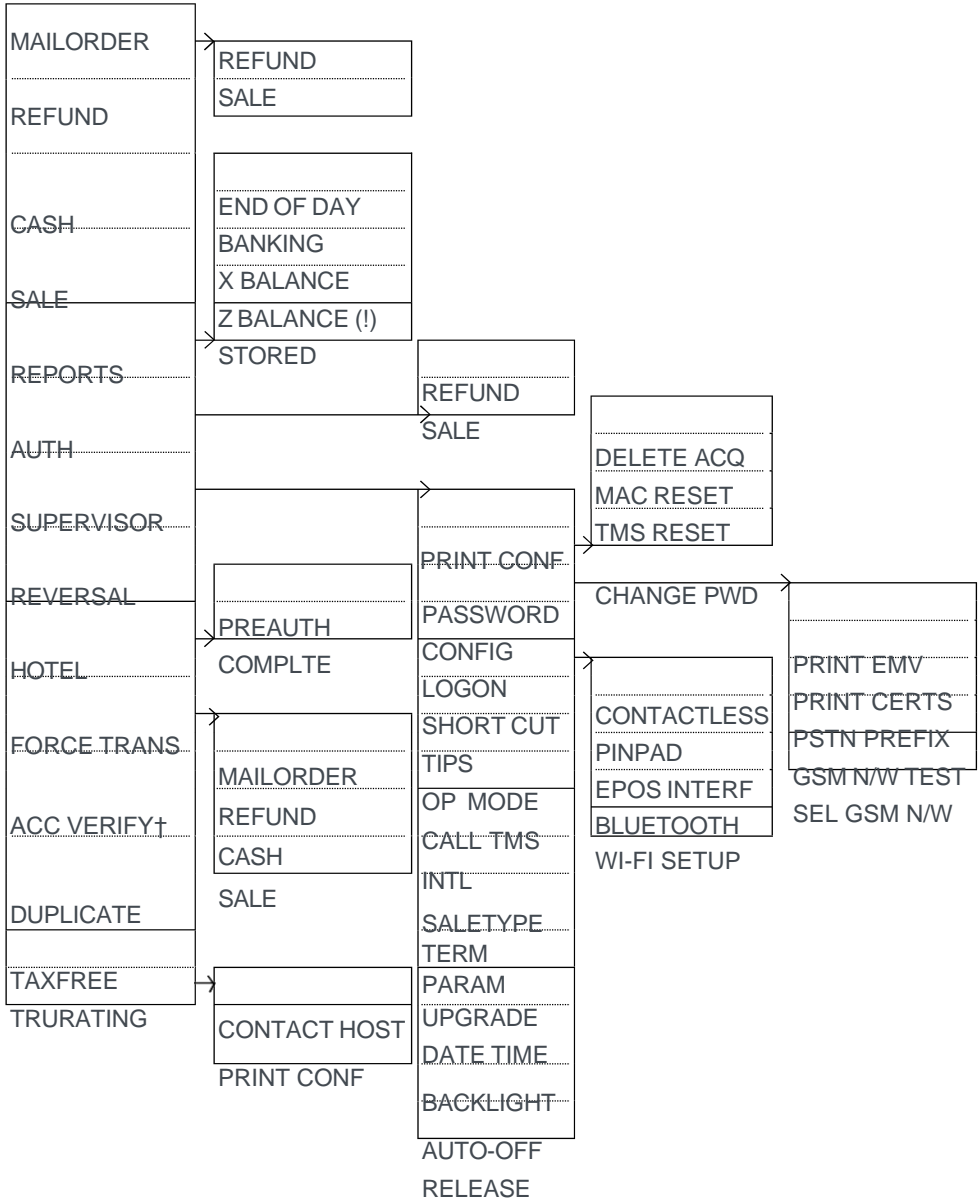 MAILORDER
REFUND
CASH
SALE
REPORTS
AUTH
SUPERVISOR
REVERSAL
HOTEL
FORCE TRANS
ACC VERIFY†
DUPLICATE
TAXFREE
TRURATING
REFUND
SALE
END OF DAY
BANKING
X BALANCE
Z BALANCE (!)
STORED
PREAUTH
COMPLTE
MAILORDER
REFUND
CASH
SALE
CONTACT HOST
PRINT CONF
REFUND
SALE
PRINT CONF
PASSWORD
CONFIG
LOGON
SHORT CUT
TIPS
OP MODE
CALL TMS
INTL
SALETYPE
TERM
PARAM
UPGRADE
DATE TIME
BACKLIGHT
AUTO-OFF
RELEASE
DELETE ACQ
MAC RESET
TMS RESET
CHANGE PWD
CONTACTLESS
PINPAD
EPOS INTERF
BLUETOOTH
WI-FI SETUP
PRINT EMV
PRINT CERTS
PSTN PREFIX
GSM N/W TEST
SEL GSM N/W